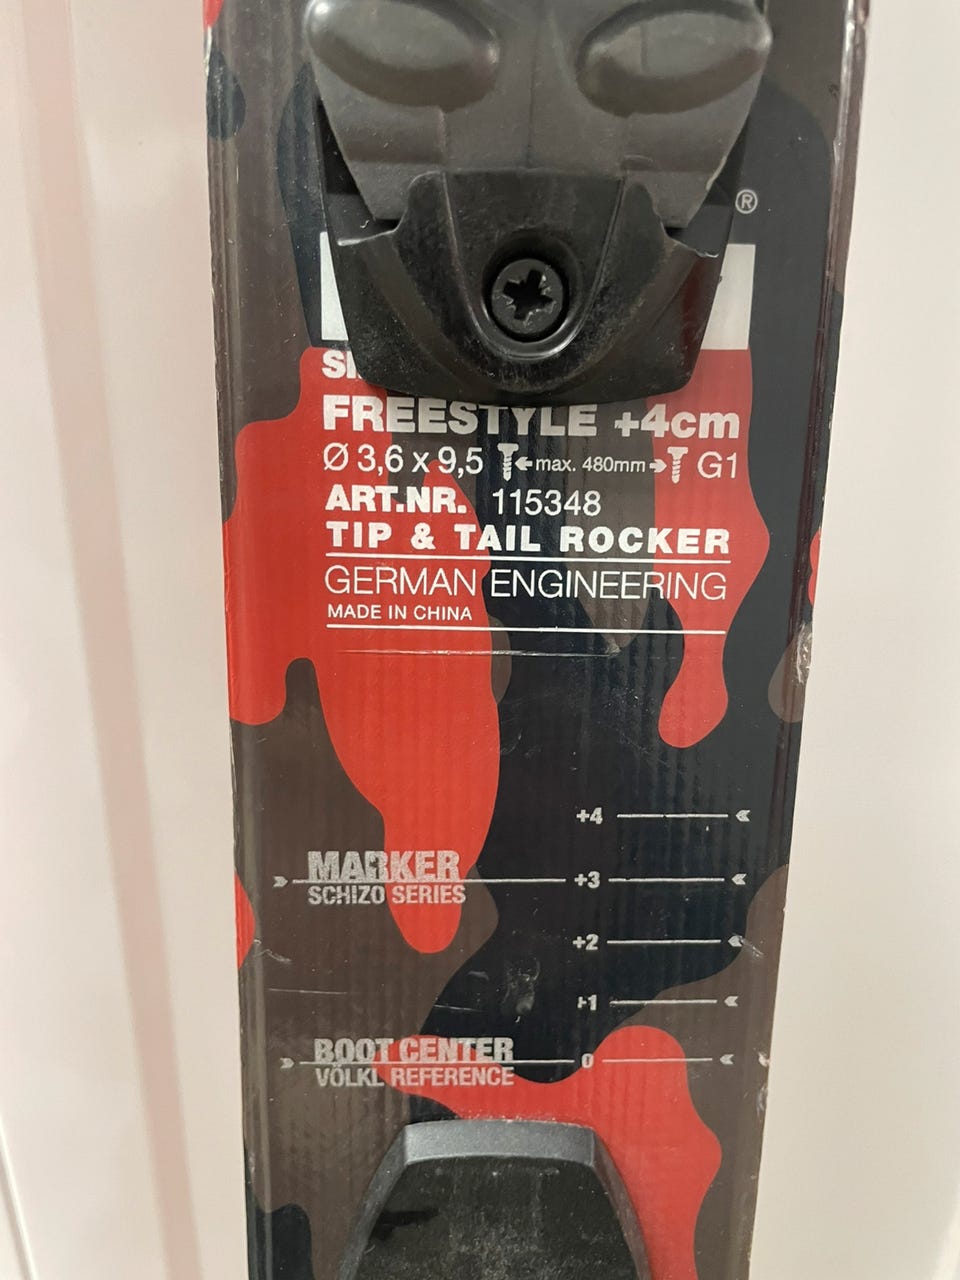 ®
FREESTYLE +4cm
Ø 3,6 x 9,5 max. 480mm G1
ART.NR. 115348
TIP & TAIL ROCKER
GERMAN ENGINEERING
MADE IN CHINA
+4
MARKER +3
SCHIZO SERIES
+2
+1
BOOT CENTER 0
VÖLKL REFERENCE